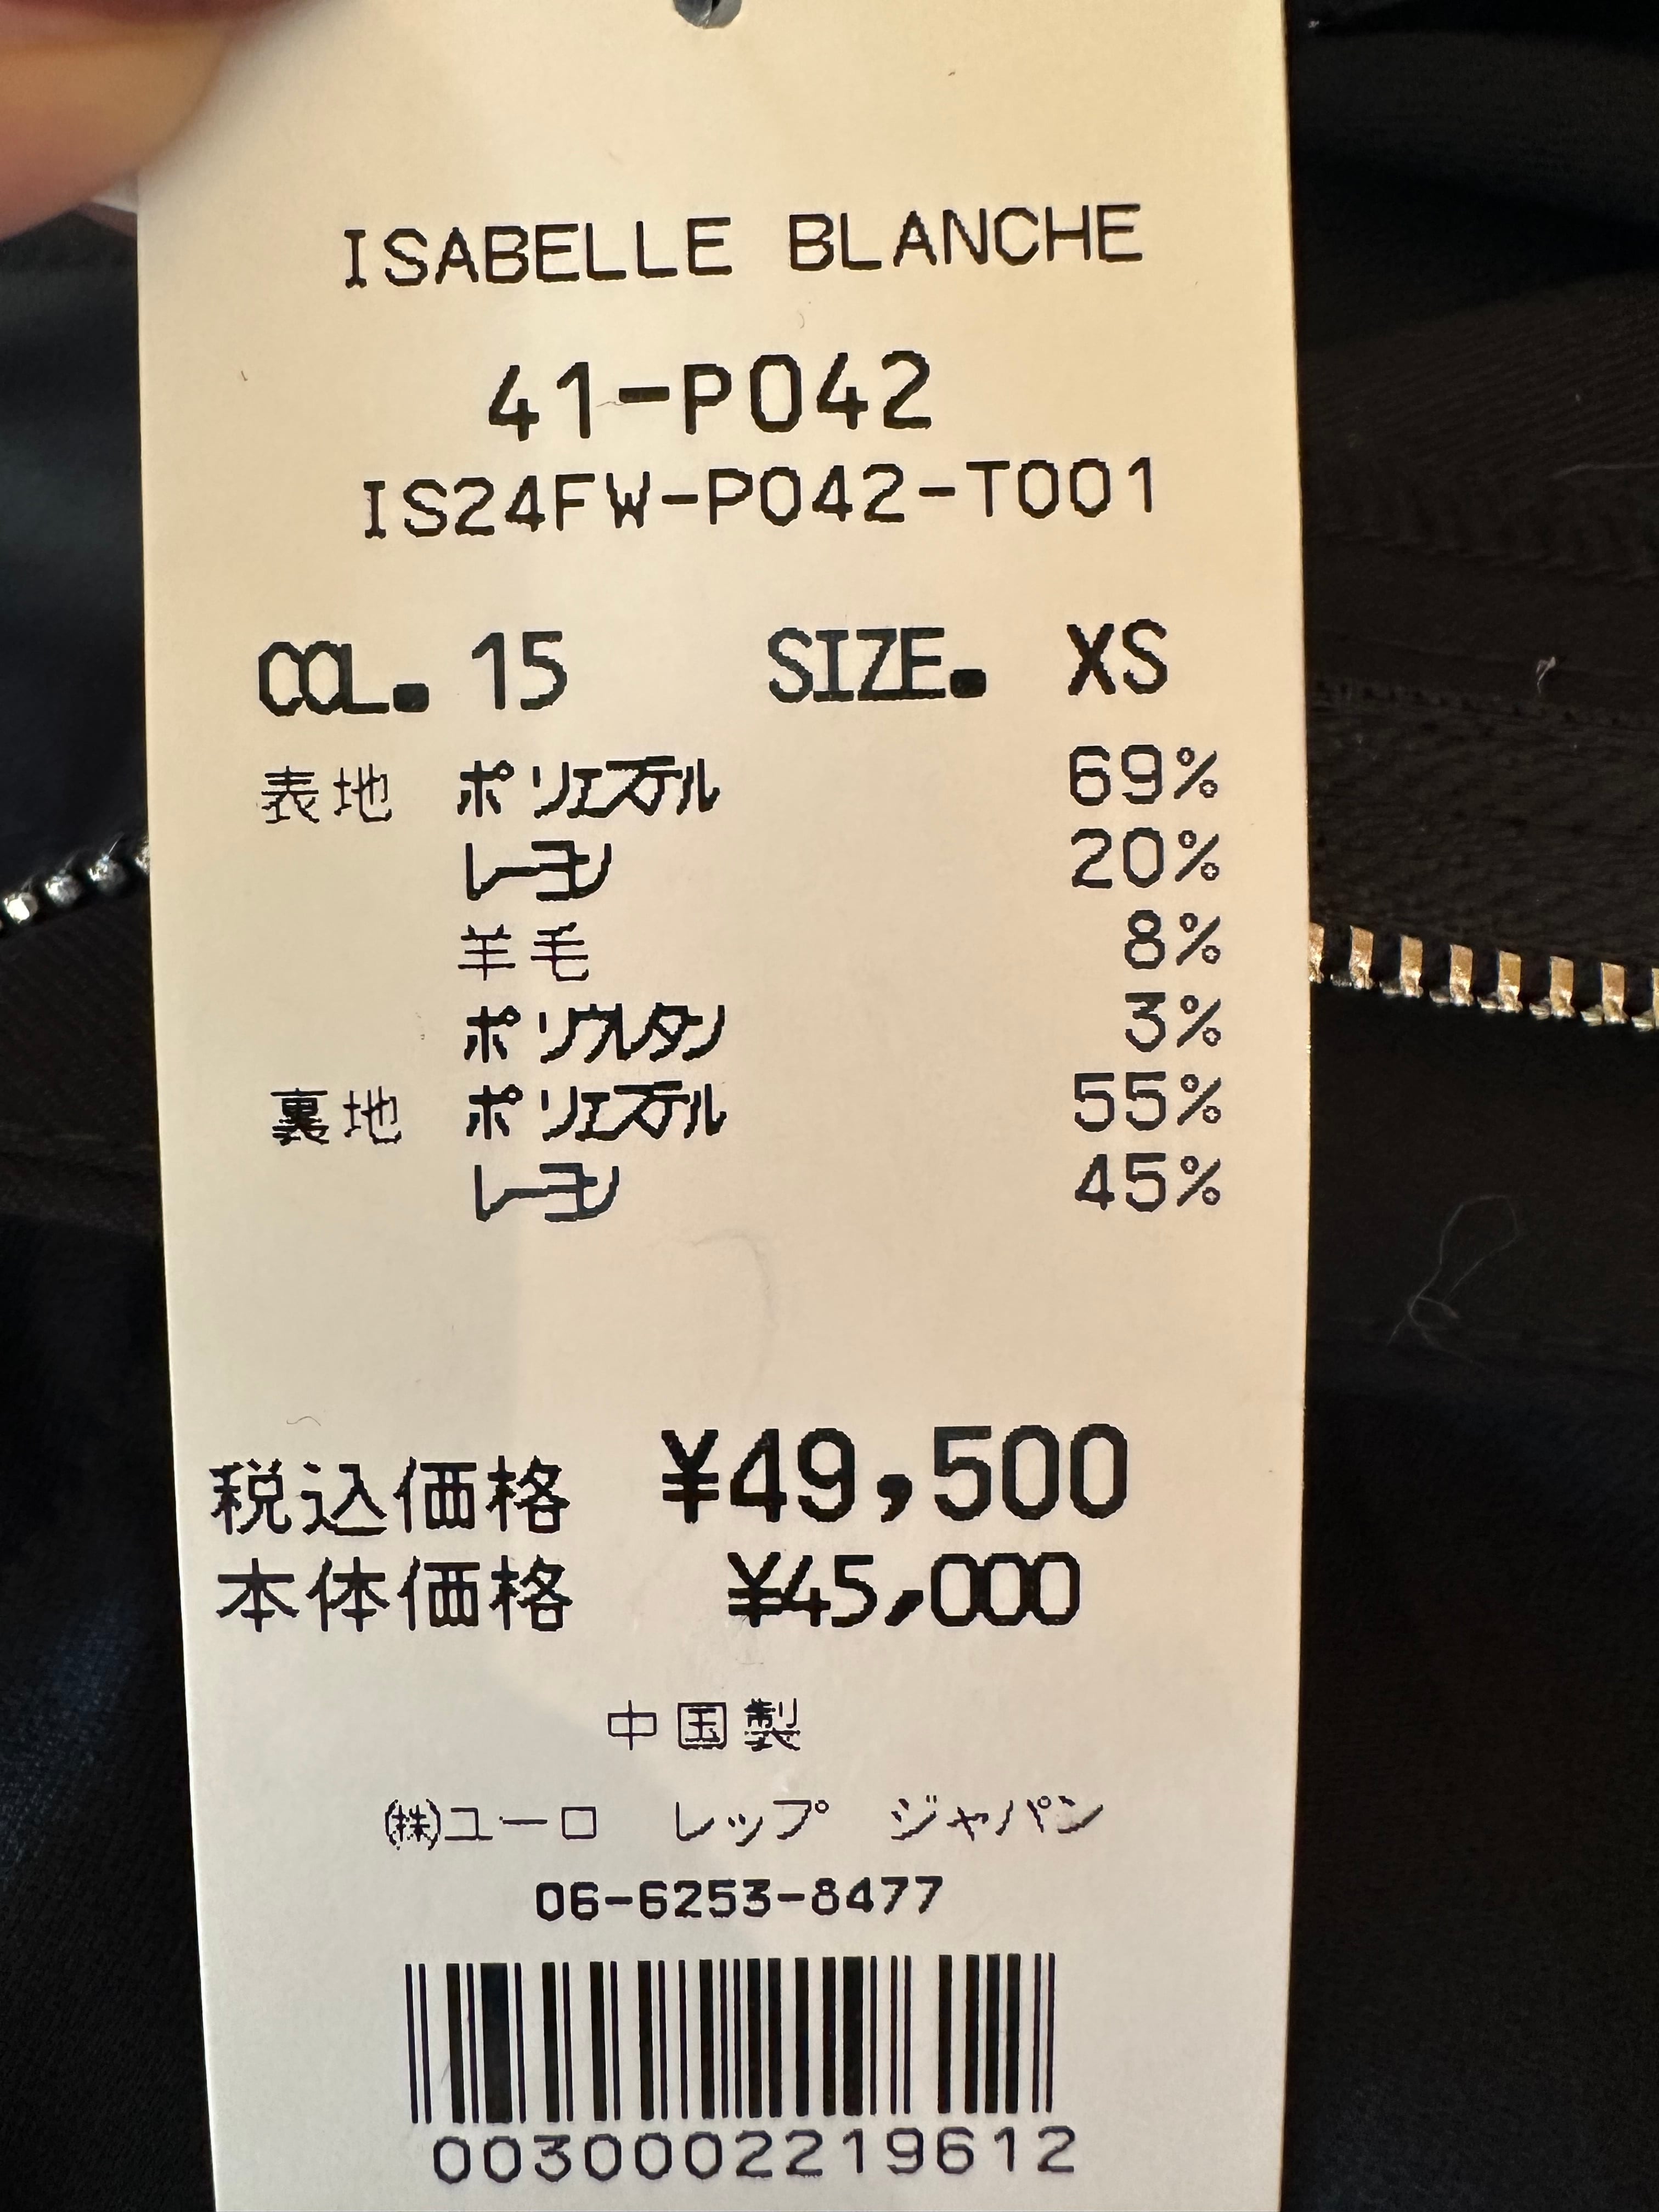 ISABELLE BLANCHE
41-P042
IS24FW-P042-T001
COL. 15 SIZE. XS
表地 ポリエステル 69%
レーヨン 20%
羊毛 8%
ポリウレタン 3%
裏地 ポリエステル 55%
レーヨン 45%
税込価格 ¥49,500
本体価格 ¥45,000
中国製
㈱ユーロ レップ ジャパン
06-6253-8477
0030002219612